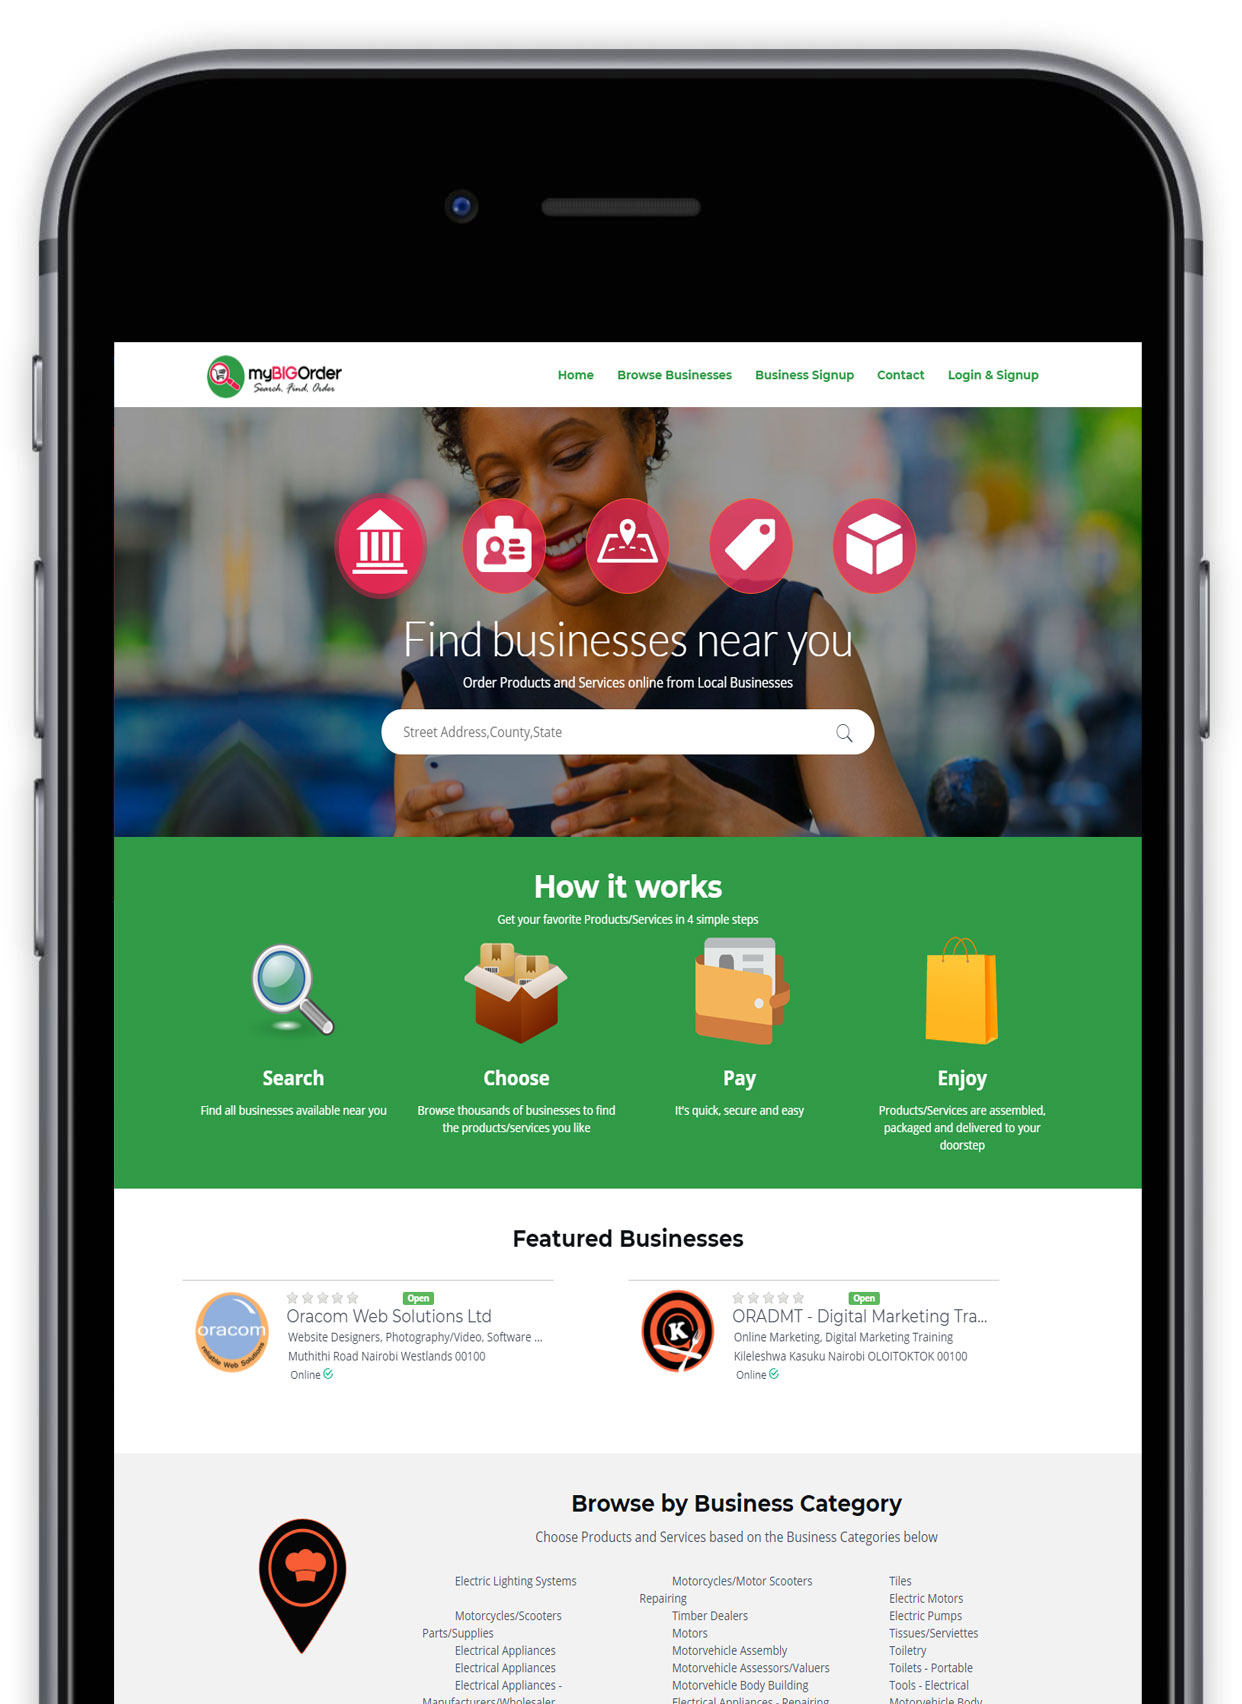 myBIGOrder
Search, Find, Order
Home Browse Businesses Business Signup Contact Login & Signup
Find businesses near you
Order Products and Services online from Local Businesses
Street Address,County,State
How it works
Get your favorite Products/Services in 4 simple steps
Search
Find all businesses available near you
Choose
Browse thousands of businesses to find
the products/services you like
Pay
It's quick, secure and easy
Enjoy
Products/Services are assembled,
packaged and delivered to your
doorstep
Featured Businesses
oracom
reliable Web Solutions
Open
Oracom Web Solutions Ltd
Website Designers, Photography/Video, Software ...
Muthithi Road Nairobi Westlands 00100
Online
K
Open
ORADMT - Digital Marketing Tra...
Online Marketing, Digital Marketing Training
Kileleshwa Kasuku Nairobi OLOITOKTOK 00100
Online
Browse by Business Category
Choose Products and Services based on the Business Categories below
Electric Lighting Systems
Motorcycles/Scooters
Parts/Supplies
Electrical Appliances
Electrical Appliances
Electrical Appliances -
Manufacturers/Wholesaler
Motorcycles/Motor Scooters
Repairing
Timber Dealers
Motors
Motorvehicle Assembly
Motorvehicle Assessors/Valuers
Motorvehicle Body Building
Electrical Appliances - Repairing
Tiles
Electric Motors
Electric Pumps
Tissues/Serviettes
Toiletry
Toilets - Portable
Tools - Electrical
Motorvehicle Body